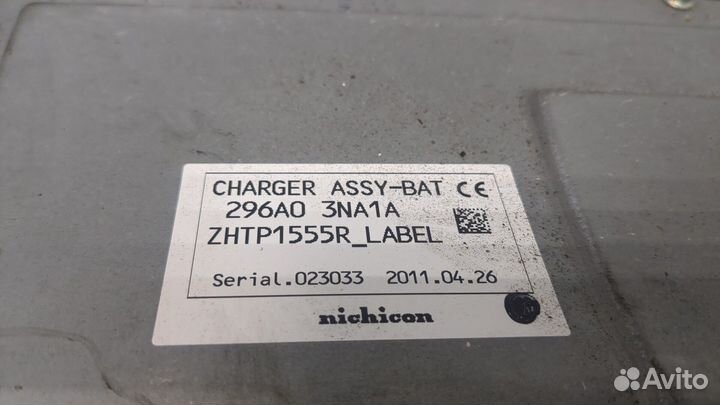 CHARGER ASSY-BAT CE
296A0 3NA1A
ZHTP1555R_LABEL
Serial.023033 2011.04.26
nichicon
Avito